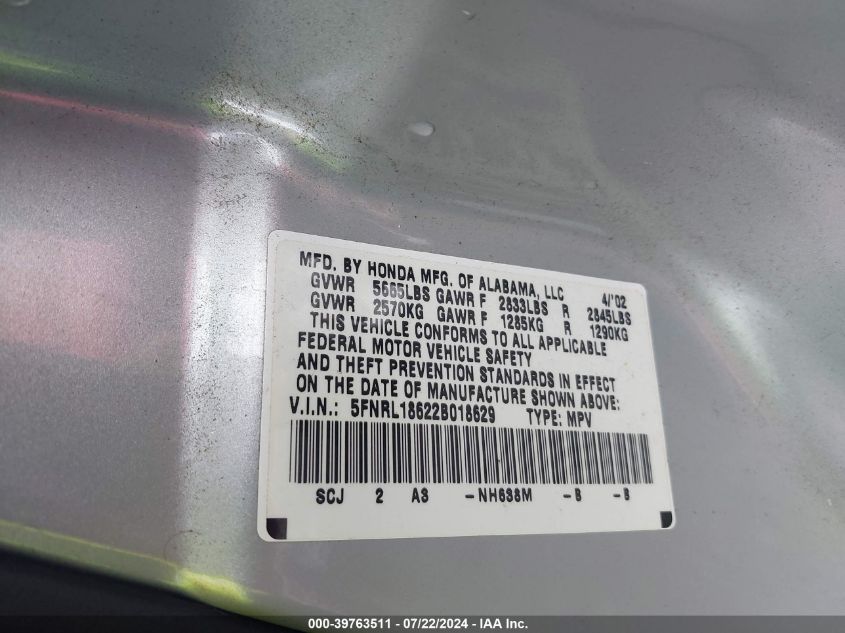 MFD. BY HONDA MFG. OF ALABAMA, LLC 4/'02
GVWR 5665LBS GAWR F 2833LBS R 2845LBS
GVWR 2570KG GAWR F 1285KG R 1290KG
THIS VEHICLE CONFORMS TO ALL APPLICABLE
FEDERAL MOTOR VEHICLE SAFETY
AND THEFT PREVENTION STANDARDS IN EFFECT
ON THE DATE OF MANUFACTURE SHOWN ABOVE:
V.I.N.: 5FNRL18622B018629 TYPE: MPV
SCJ 2 A3 -NH638M -B -B
000-39763511 - 07/22/2024 - IAA Inc.